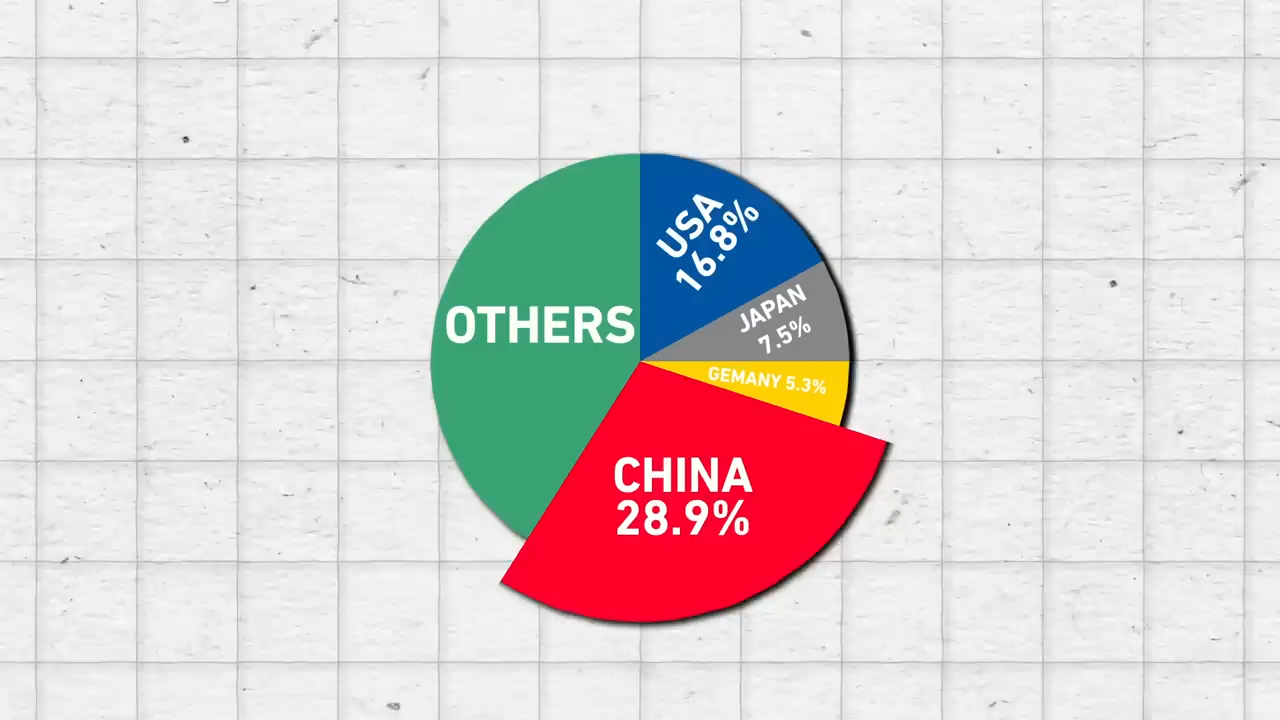 USA
16.8%
JAPAN
7.5%
GEMANY 5.3%
OTHERS
CHINA
28.9%